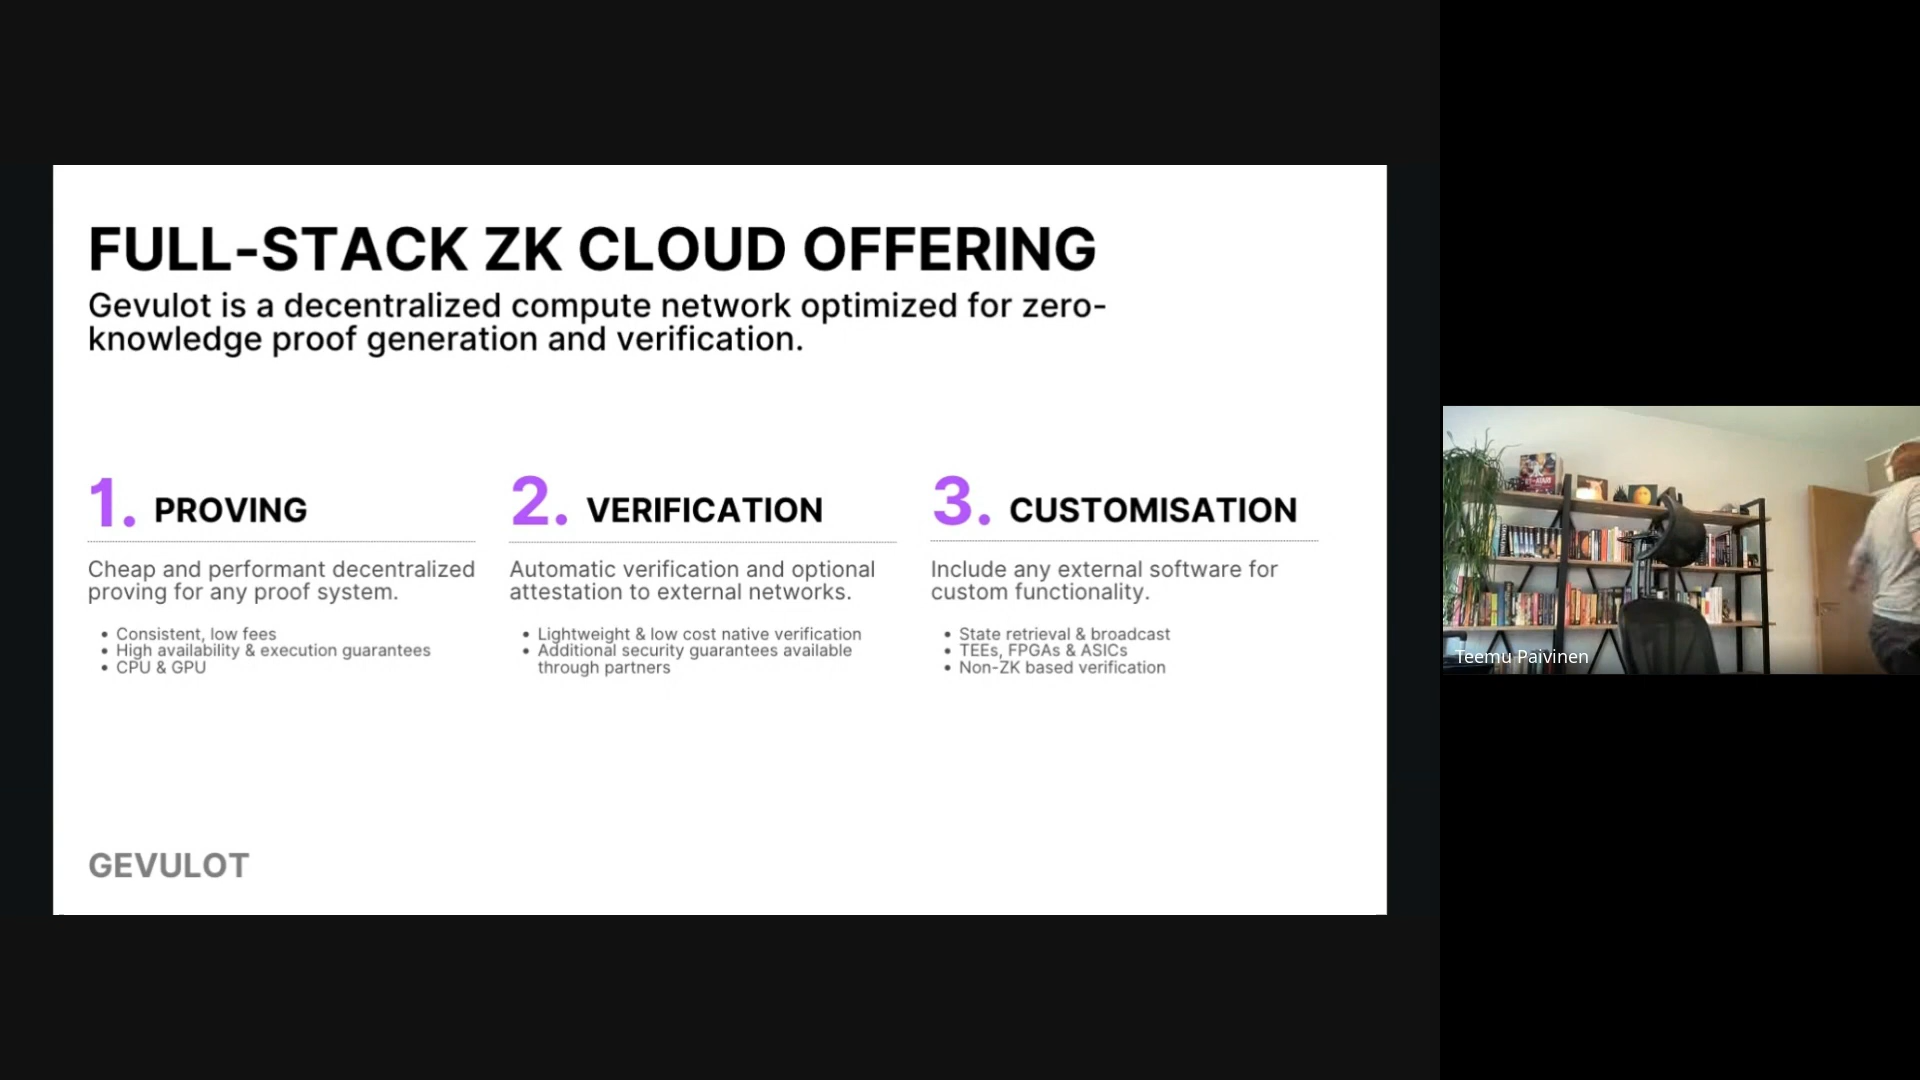 FULL-STACK ZK CLOUD OFFERING
Gevulot is a decentralized compute network optimized for zero-
knowledge proof generation and verification.
1. PROVING
Cheap and performant decentralized
proving for any proof system.
• Consistent, low fees
• High availability & execution guarantees
• CPU & GPU
2. VERIFICATION
Automatic verification and optional
attestation to external networks.
• Lightweight & low cost native verification
• Additional security guarantees available
through partners
3. CUSTOMISATION
Include any external software for
custom functionality.
• State retrieval & broadcast
• TEEs, FPGAs & ASICs
• Non-ZK based verification
GEVULOT
Teemu Paivinen